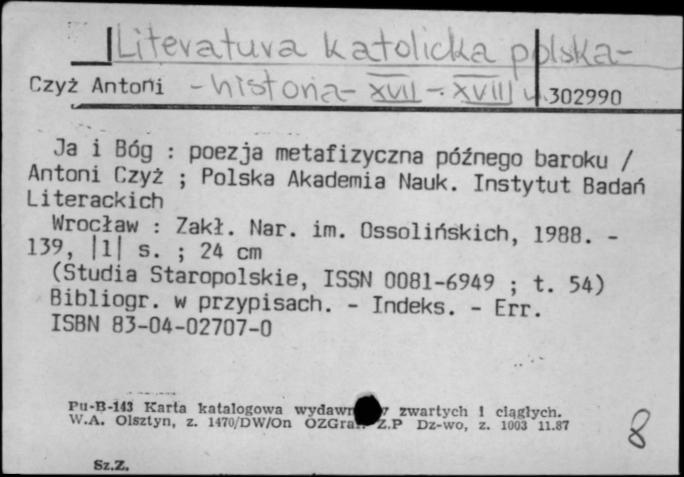 Literatura katolicka polska-
Czyż Antoni - historia - XVII - XVIII w. 302990
Ja i Bóg : poezja metafizyczna późnego baroku /
Antoni Czyż ; Polska Akademia Nauk. Instytut Badań
Literackich
Wrocław : Zakł. Nar. im. Ossolińskich, 1988. -
139, |1| s. ; 24 cm
(Studia Staropolskie, ISSN 0081-6949 ; t. 54)
Bibliogr. w przypisach. - Indeks. - Err.
ISBN 83-04-02707-0
Pu-B-143 Karta katalogowa zwartych i ciągłych.
W.A. Olsztyn, z. 1470/DW/On OZGraf. Z.P Dz-wo, z. 1003 11.87
8
Sz.Z.